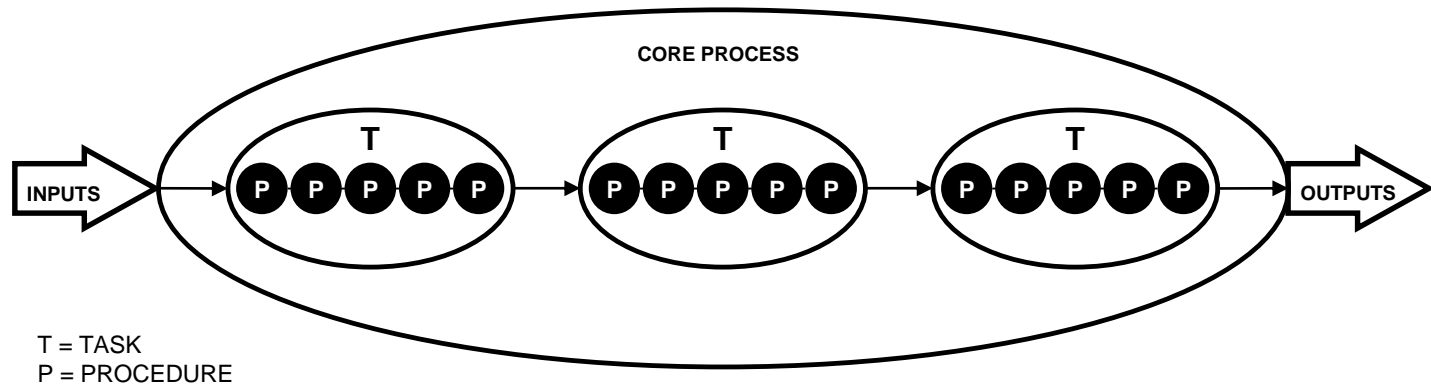 CORE PROCESS
T T T
INPUTS P P P P P P P P P P P P P P P OUTPUTS
T = TASK
P = PROCEDURE